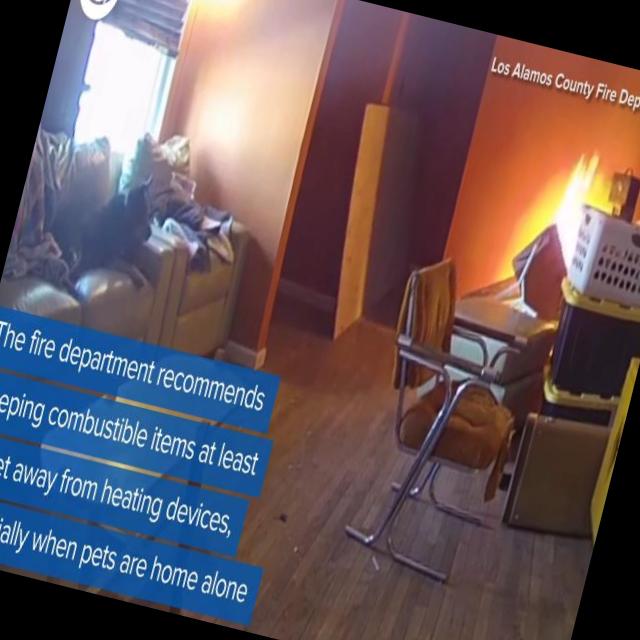 Los Alamos County Fire Dep
The fire department recommends
eping combustible items at least
et away from heating devices,
ially when pets are home alone